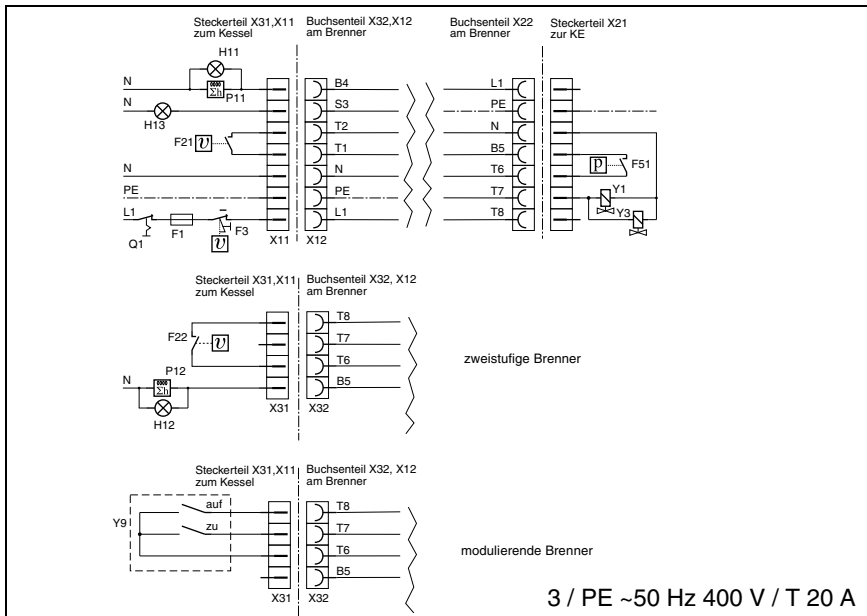 Steckerteil X31,X11
zum Kessel
Buchsenteil X32,X12
am Brenner
Buchsenteil X22
am Brenner
Steckerteil X21
zur KE
H11
N
0000
Σh
P11
B4
L1
N
H13
S3
PE
F21
υ
T2
N
T1
B5
p
F51
N
N
T6
PE
PE
T7
Y1
L1
L1
T8
Y3
Q1
F1
υ
F3
X11
X12
Steckerteil X31,X11
zum Kessel
Buchsenteil X32, X12
am Brenner
T8
F22
υ
T7
zweistufige Brenner
P12
T6
N
0000
Σh
B5
H12
X31
X32
Steckerteil X31,X11
zum Kessel
Buchsenteil X32, X12
am Brenner
auf
T8
Y9
zu
T7
T6
modulierende Brenner
B5
X31
X32
3 / PE ~50 Hz 400 V / T 20 A